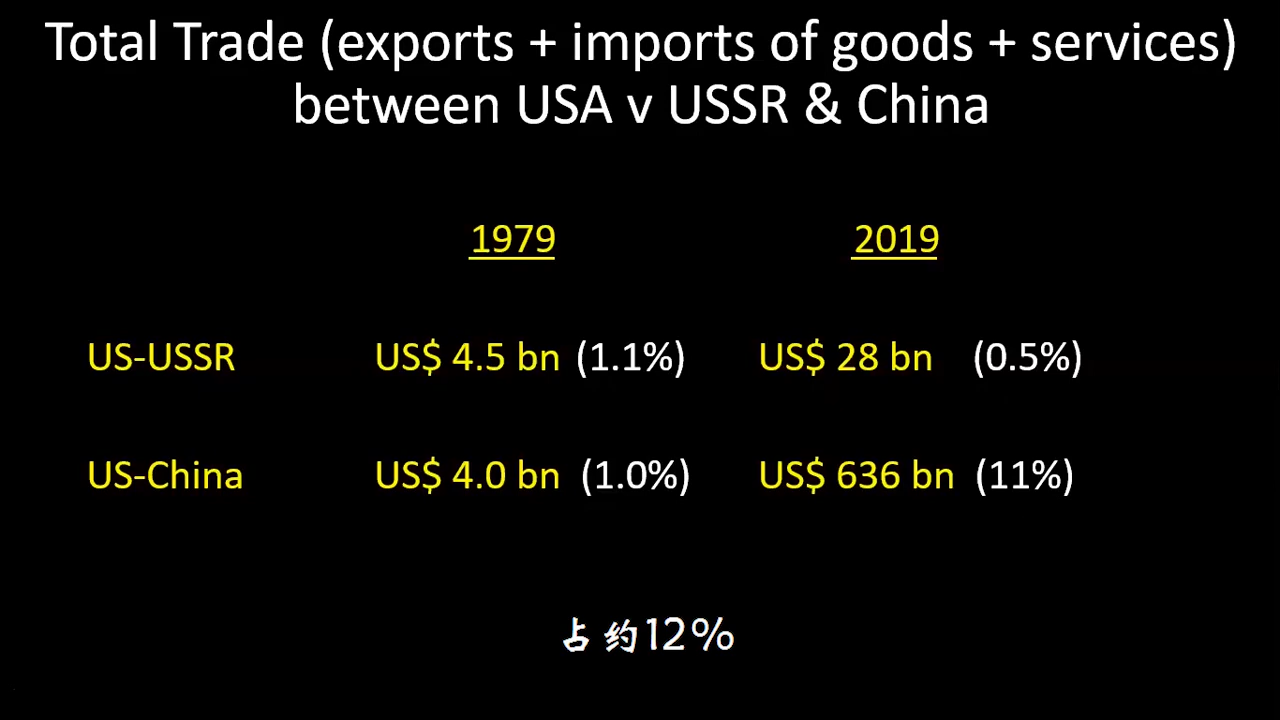 Total Trade (exports + imports of goods + services)
between USA v USSR & China
1979 2019
US-USSR US$ 4.5 bn (1.1%) US$ 28 bn (0.5%)
US-China US$ 4.0 bn (1.0%) US$ 636 bn (11%)
占约12%